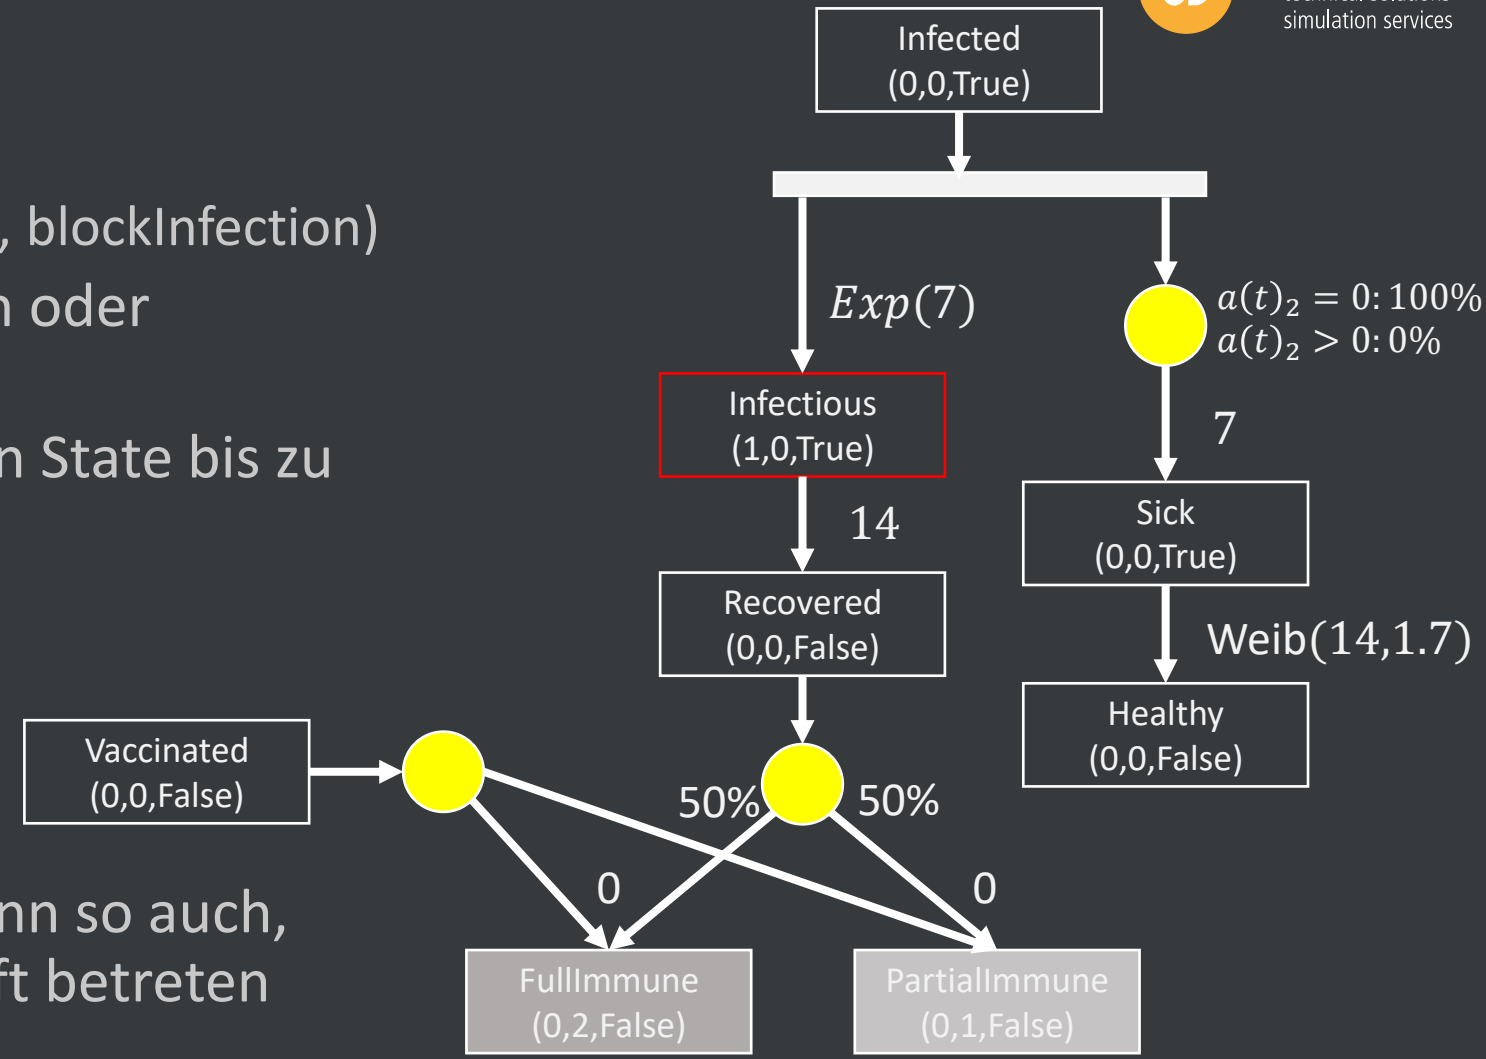 simulation services
Infected
(0,0,True)
, blockInfection)
n oder
n State bis zu
nn so auch,
ft betreten
Exp(7)
a(t)₂ = 0: 100%
a(t)₂ > 0: 0%
Infectious
(1,0,True)
7
14
Sick
(0,0,True)
Recovered
(0,0,False)
Weib(14,1.7)
Healthy
(0,0,False)
Vaccinated
(0,0,False)
50%
50%
0
0
FullImmune
(0,2,False)
PartialImmune
(0,1,False)